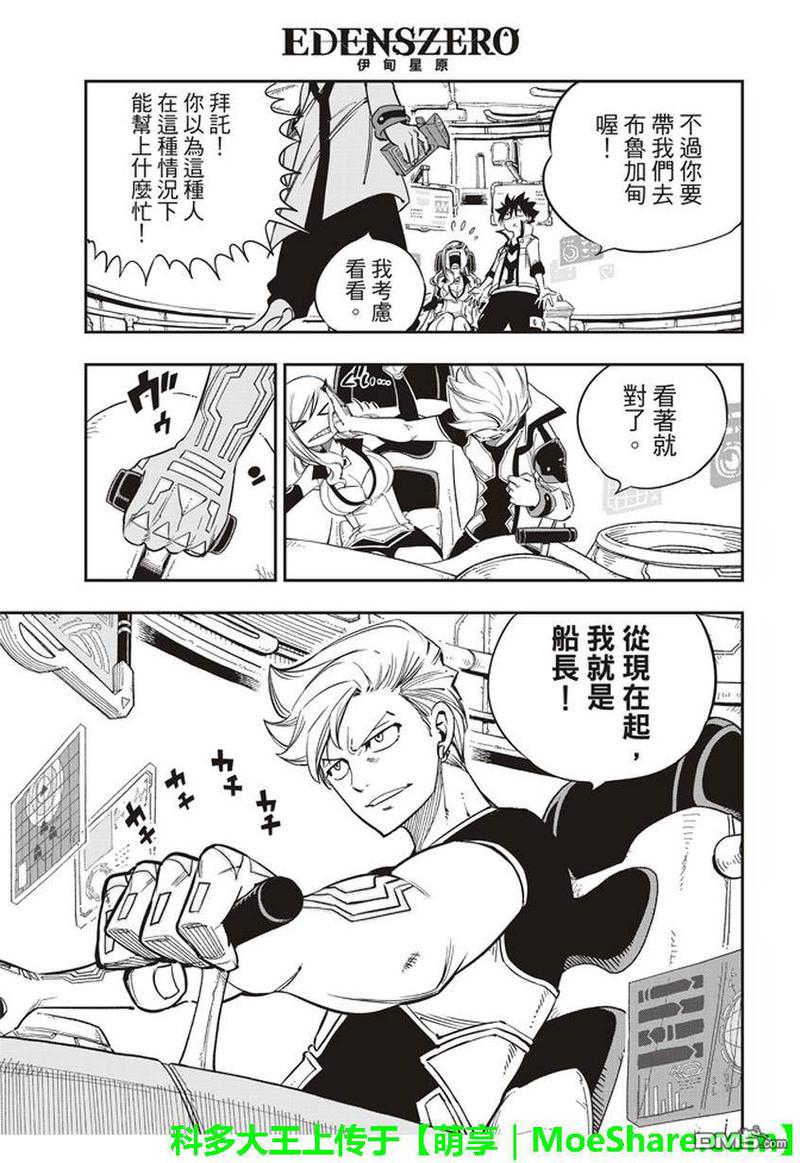 EDENSZERO
伊甸星原
不過你要
帶我們去
布魯加甸
喔！
拜託！
你以為這種人
在這種情況下
能幫上什麼忙！
我考慮
看看。
看著就
對了。
ヴッ
從現在起，
我就是
船長！
カチ
カチ
カチ
科多大王上传于【萌享｜MoeShare.com】
DM5.com